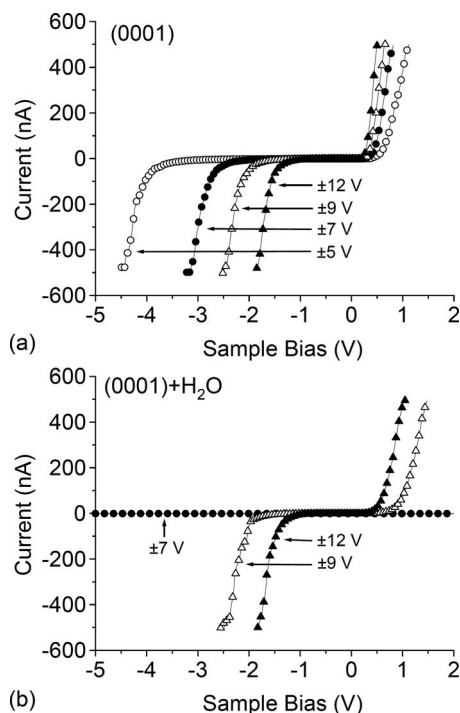 (0001)
600
400
200
0
-200
-400
-600
Current (nA)
±12 V
±9 V
±7 V
±5 V
-5 -4 -3 -2 -1 0 1 2
(a)
Sample Bias (V)
(0001)+H₂O
600
400
200
0
-200
-400
-600
Current (nA)
±7 V
±12 V
±9 V
-5 -4 -3 -2 -1 0 1 2
(b)
Sample Bias (V)